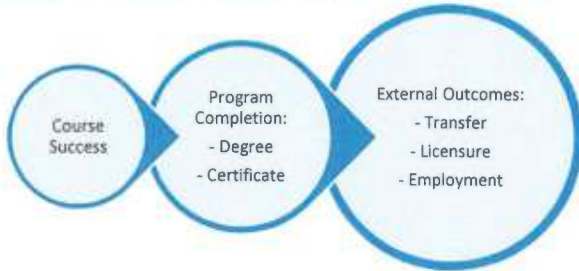 Course
Success
Program
Completion:
- Degree
- Certificate
External Outcomes:
- Transfer
- Licensure
- Employment